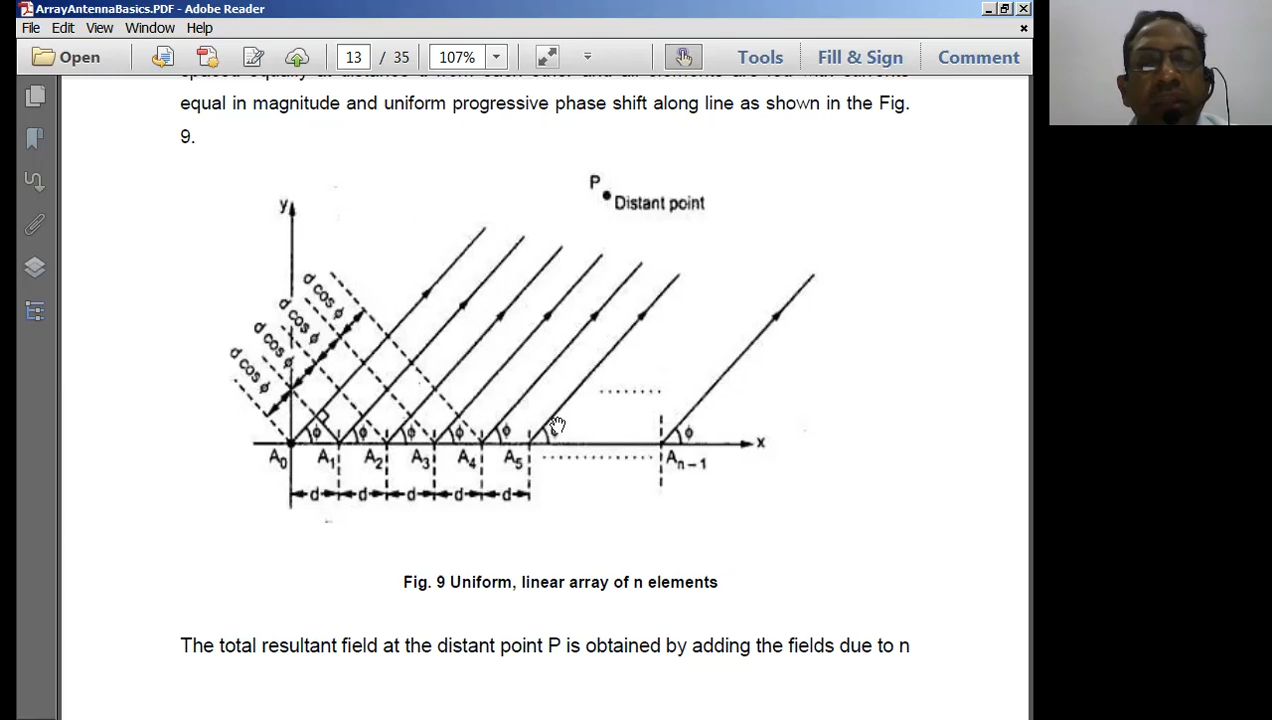 ArrayAntennaBasics.PDF - Adobe Reader
File Edit View Window Help
Open 13 / 35 107% Tools Fill & Sign Comment
equal in magnitude and uniform progressive phase shift along line as shown in the Fig.
9.
P
Distant point
y
d cos ϕ
d cos ϕ
d cos ϕ
d cos ϕ
ϕ ϕ ϕ ϕ ϕ ϕ x
A0 A1 A2 A3 A4 A5 An–1
d d d d d
Fig. 9 Uniform, linear array of n elements
The total resultant field at the distant point P is obtained by adding the fields due to n